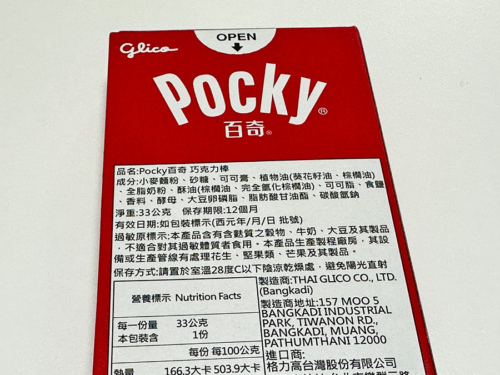 OPEN
Glico
Pocky®
百奇®
品名:Pocky百奇 巧克力棒
成分:小麥麵粉、砂糖、可可膏、植物油(葵花籽油、棕櫚油)
、全脂奶粉、酥油(棕櫚油、完全氫化棕櫚油)、可可脂、食鹽
、香料、酵母、大豆卵磷脂、脂肪酸甘油酯、碳酸氫鈉
淨重:33公克 保存期限:12個月
有效日期:如包裝標示(西元年/月/日 批號)
過敏原標示:本產品含有含麩質之穀物、牛奶、大豆及其製品
，不適合對其過敏體質者食用。本產品生產製程廠房，其設
備或生產管線有處理花生、堅果類、芒果及其製品。
保存方式:請置於室溫28度C以下陰涼乾燥處，避免陽光直射
營養標示 Nutrition Facts
每一份量 33公克
本包裝含 1份
每份 每100公克
熱量 166.3大卡 503.9大卡
製造商:THAI GLICO CO., LTD.
(Bangkadi)
製造商地址:157 MOO 5
BANGKADI INDUSTRIAL
PARK, TIWANON RD.,
BANGKADI, MUANG,
PATHUMTHANI 12000
進口商:
格力高台灣股份有限公司